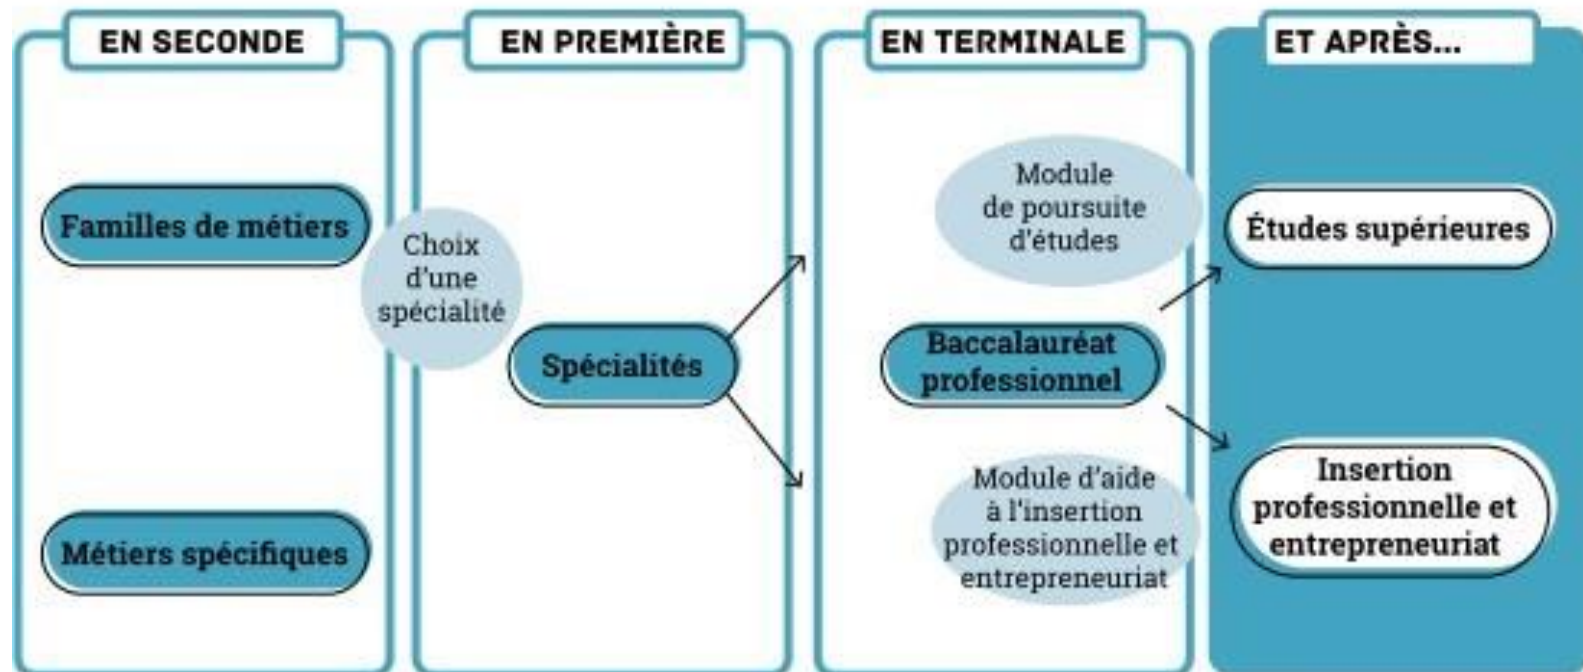 EN SECONDE
EN PREMIÈRE
EN TERMINALE
ET APRÈS...
Familles de métiers
Métiers spécifiques
Choix
d'une
spécialité
Spécialités
Module
de poursuite
d'études
Baccalauréat
professionnel
Module d'aide
à l'insertion
professionnelle et
entrepreneuriat
Études supérieures
Insertion
professionnelle et
entrepreneuriat